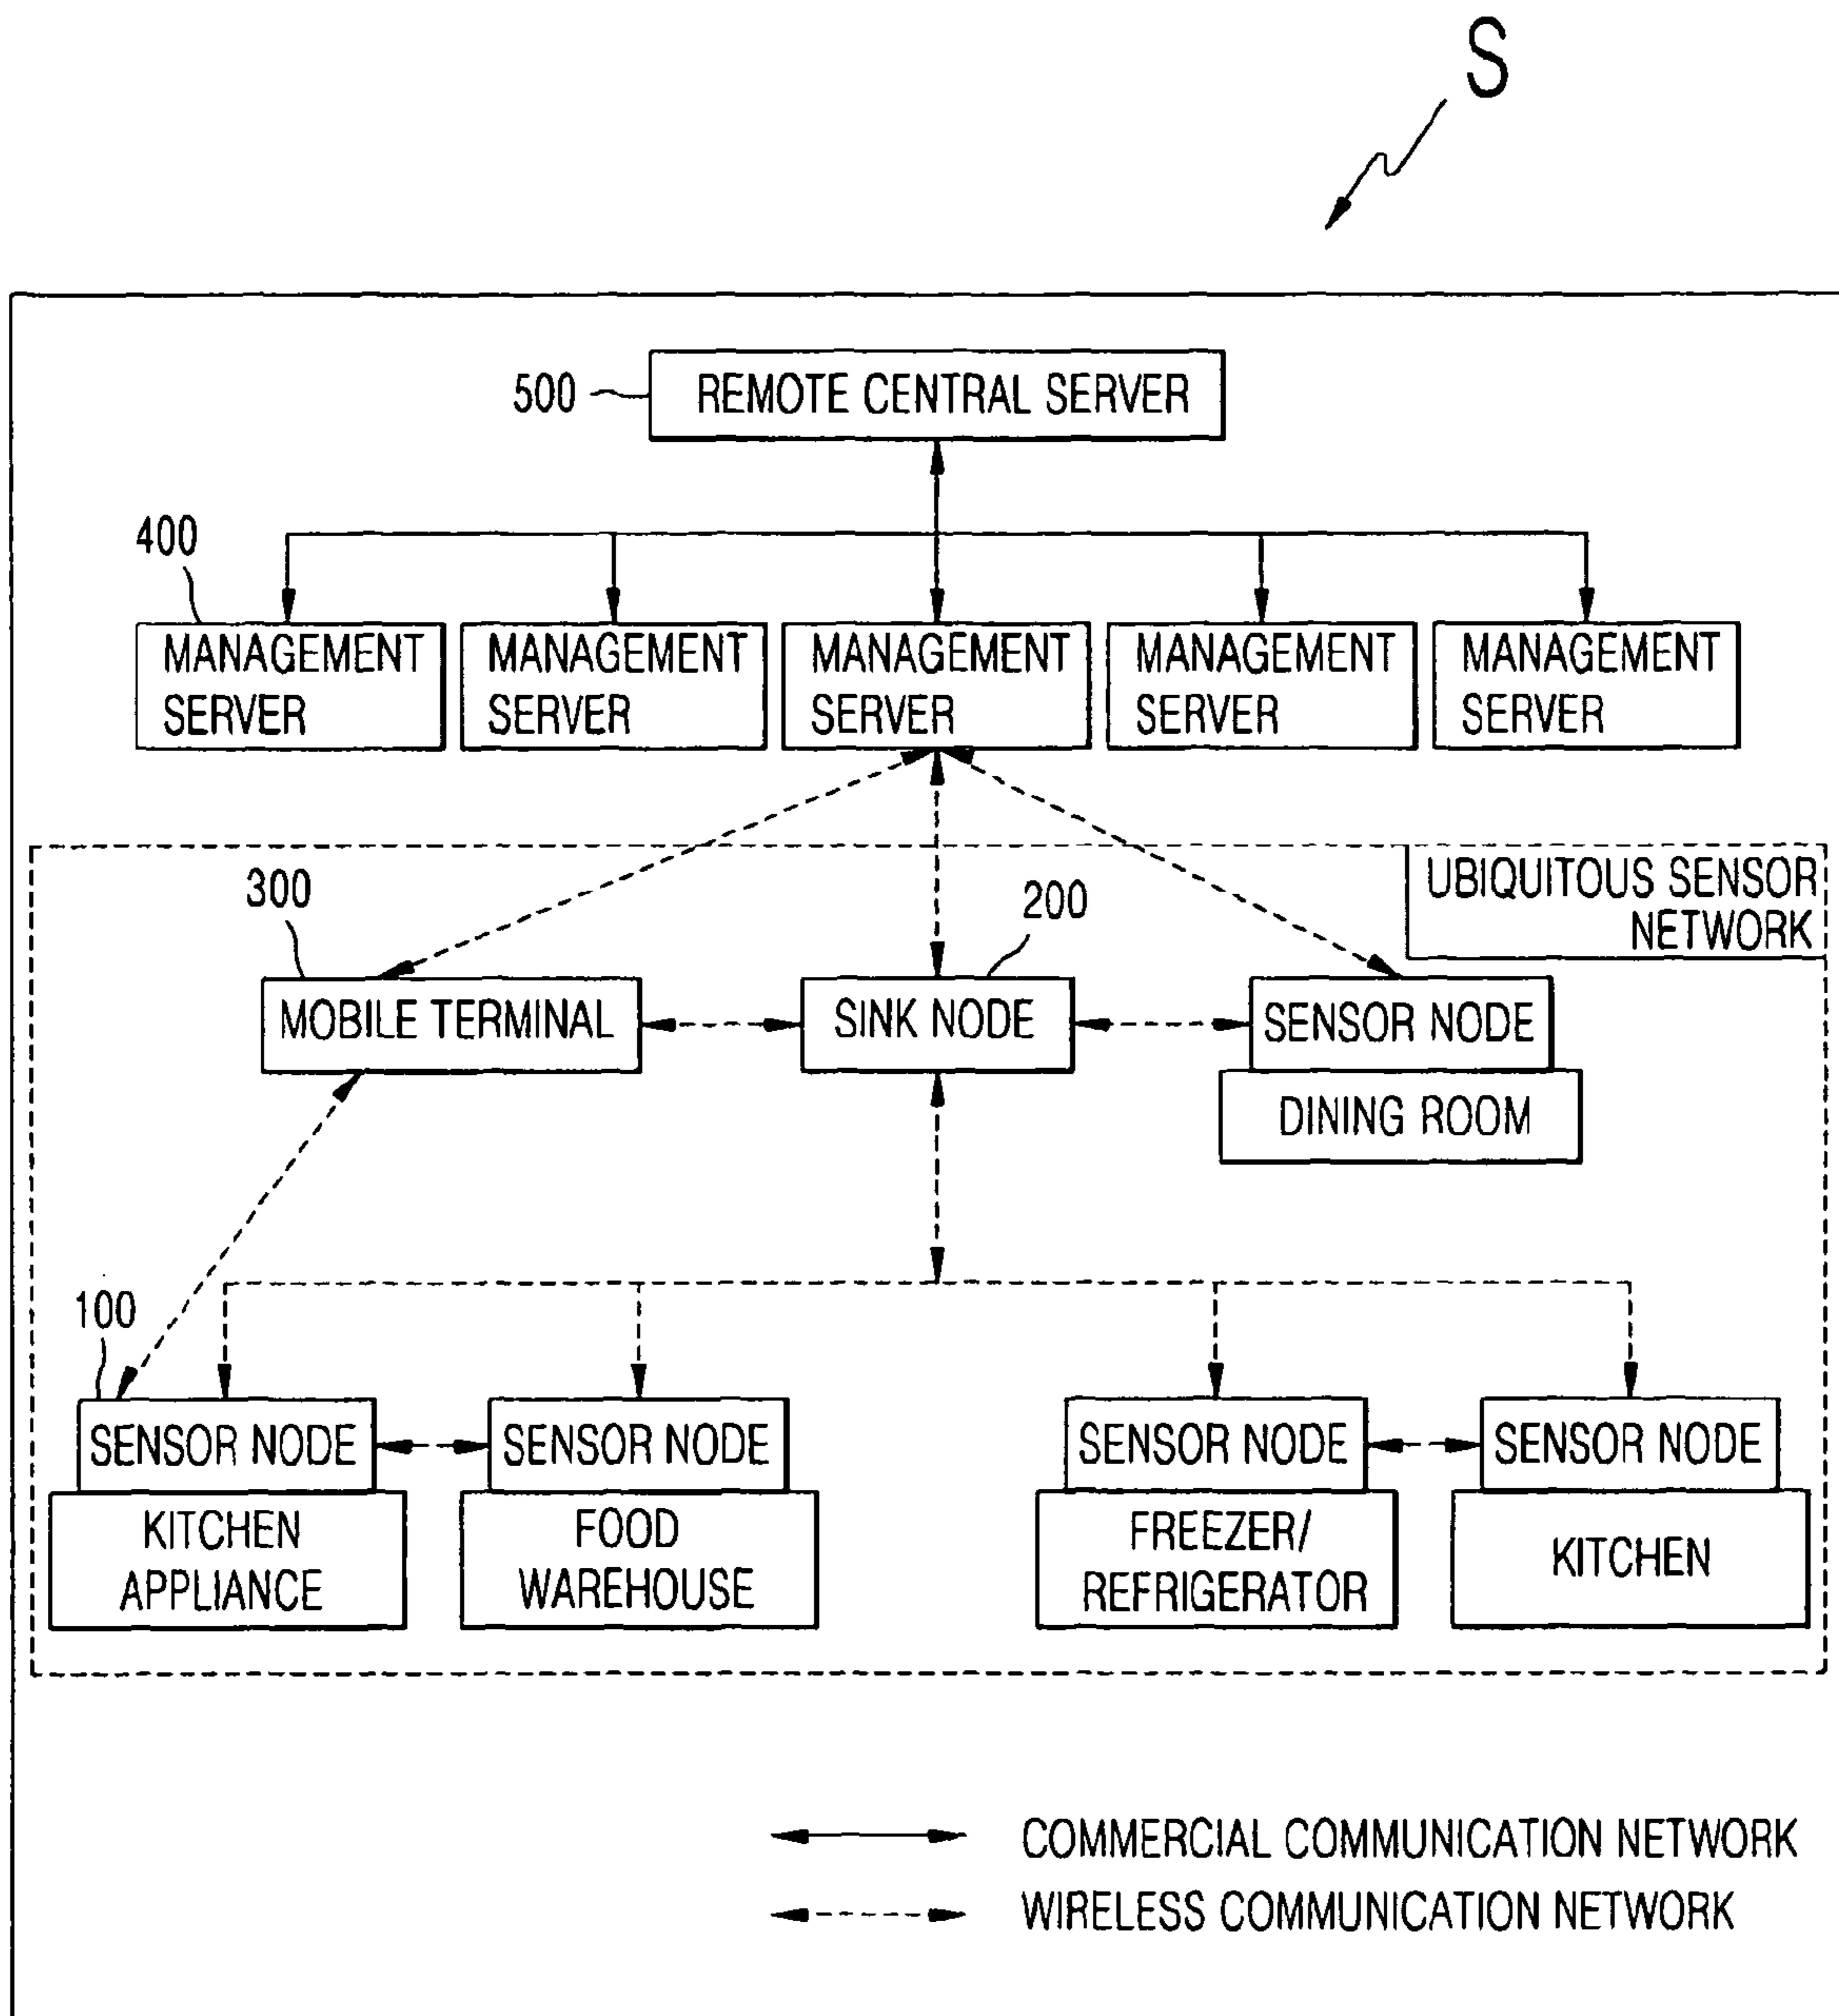 S
500
REMOTE CENTRAL SERVER
400
MANAGEMENT
SERVER
MANAGEMENT
SERVER
MANAGEMENT
SERVER
MANAGEMENT
SERVER
MANAGEMENT
SERVER
UBIQUITOUS SENSOR
NETWORK
300
200
MOBILE TERMINAL
SINK NODE
SENSOR NODE
DINING ROOM
100
SENSOR NODE
KITCHEN
APPLIANCE
SENSOR NODE
FOOD
WAREHOUSE
SENSOR NODE
FREEZER/
REFRIGERATOR
SENSOR NODE
KITCHEN
COMMERCIAL COMMUNICATION NETWORK
WIRELESS COMMUNICATION NETWORK